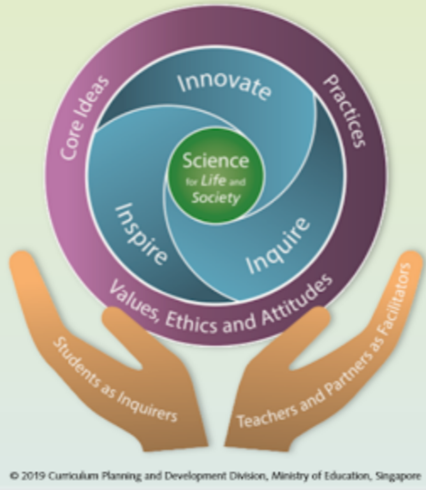 Core Ideas
Practices
Values, Ethics and Attitudes
Innovate
Inspire
Inquire
Science
for Life and
Society
Students as Inquirers
Teachers and Partners as Facilitators
© 2019 Curriculum Planning and Development Division, Ministry of Education, Singapore